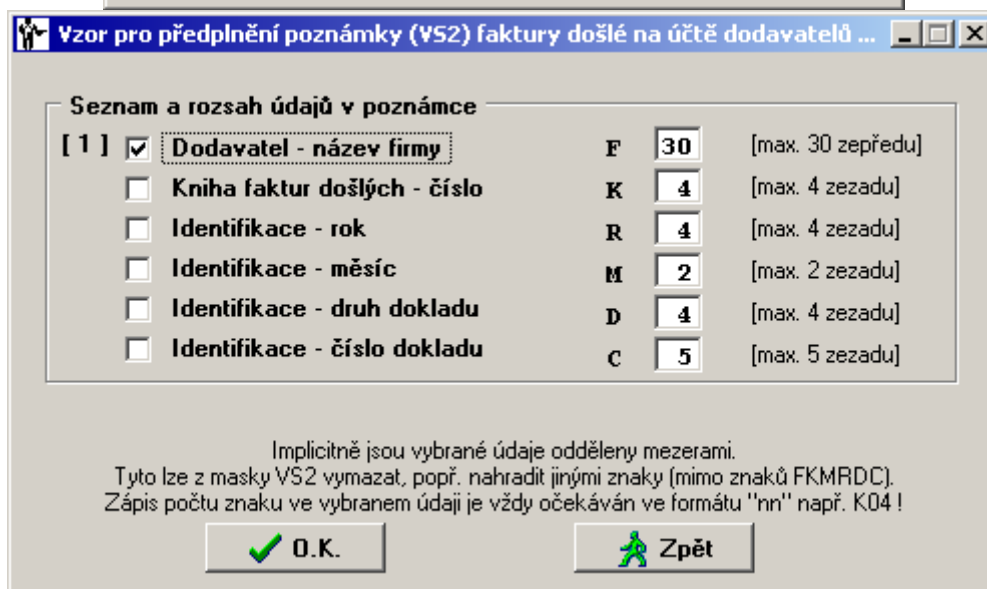 Vzor pro předplnění poznámky (VS2) faktury došlé na účtě dodavatelů ...
Seznam a rozsah údajů v poznámce
[ 1 ] Dodavatel - název firmy F 30 [max. 30 zepředu]
Kniha faktur došlých - číslo K 4 [max. 4 zezadu]
Identifikace - rok R 4 [max. 4 zezadu]
Identifikace - měsíc M 2 [max. 2 zezadu]
Identifikace - druh dokladu D 4 [max. 4 zezadu]
Identifikace - číslo dokladu C 5 [max. 5 zezadu]
Implicitně jsou vybrané údaje odděleny mezerami.
Tyto lze z masky VS2 vymazat, popř. nahradit jinými znaky (mimo znaků FKMRDC).
Zápis počtu znaku ve vybranem údaji je vždy očekáván ve formátu "nn" např. K04 !
O.K. Zpět